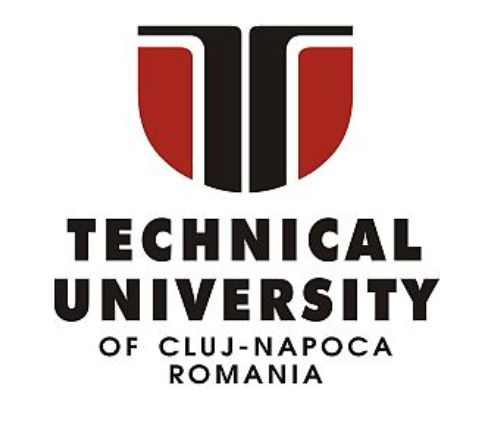 TECHNICAL
UNIVERSITY
OF CLUJ-NAPOCA
ROMANIA